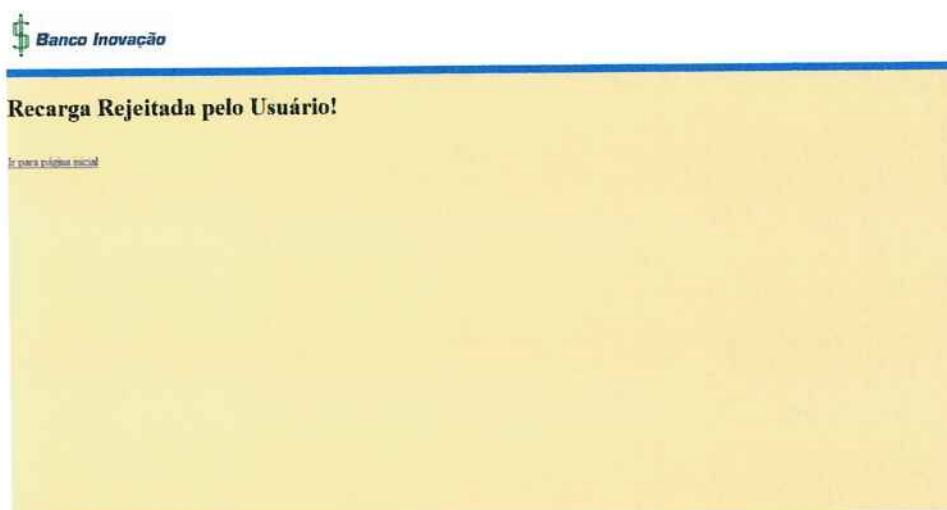 Banco Inovação
Recarga Rejeitada pelo Usuário!
Ir para página inicial